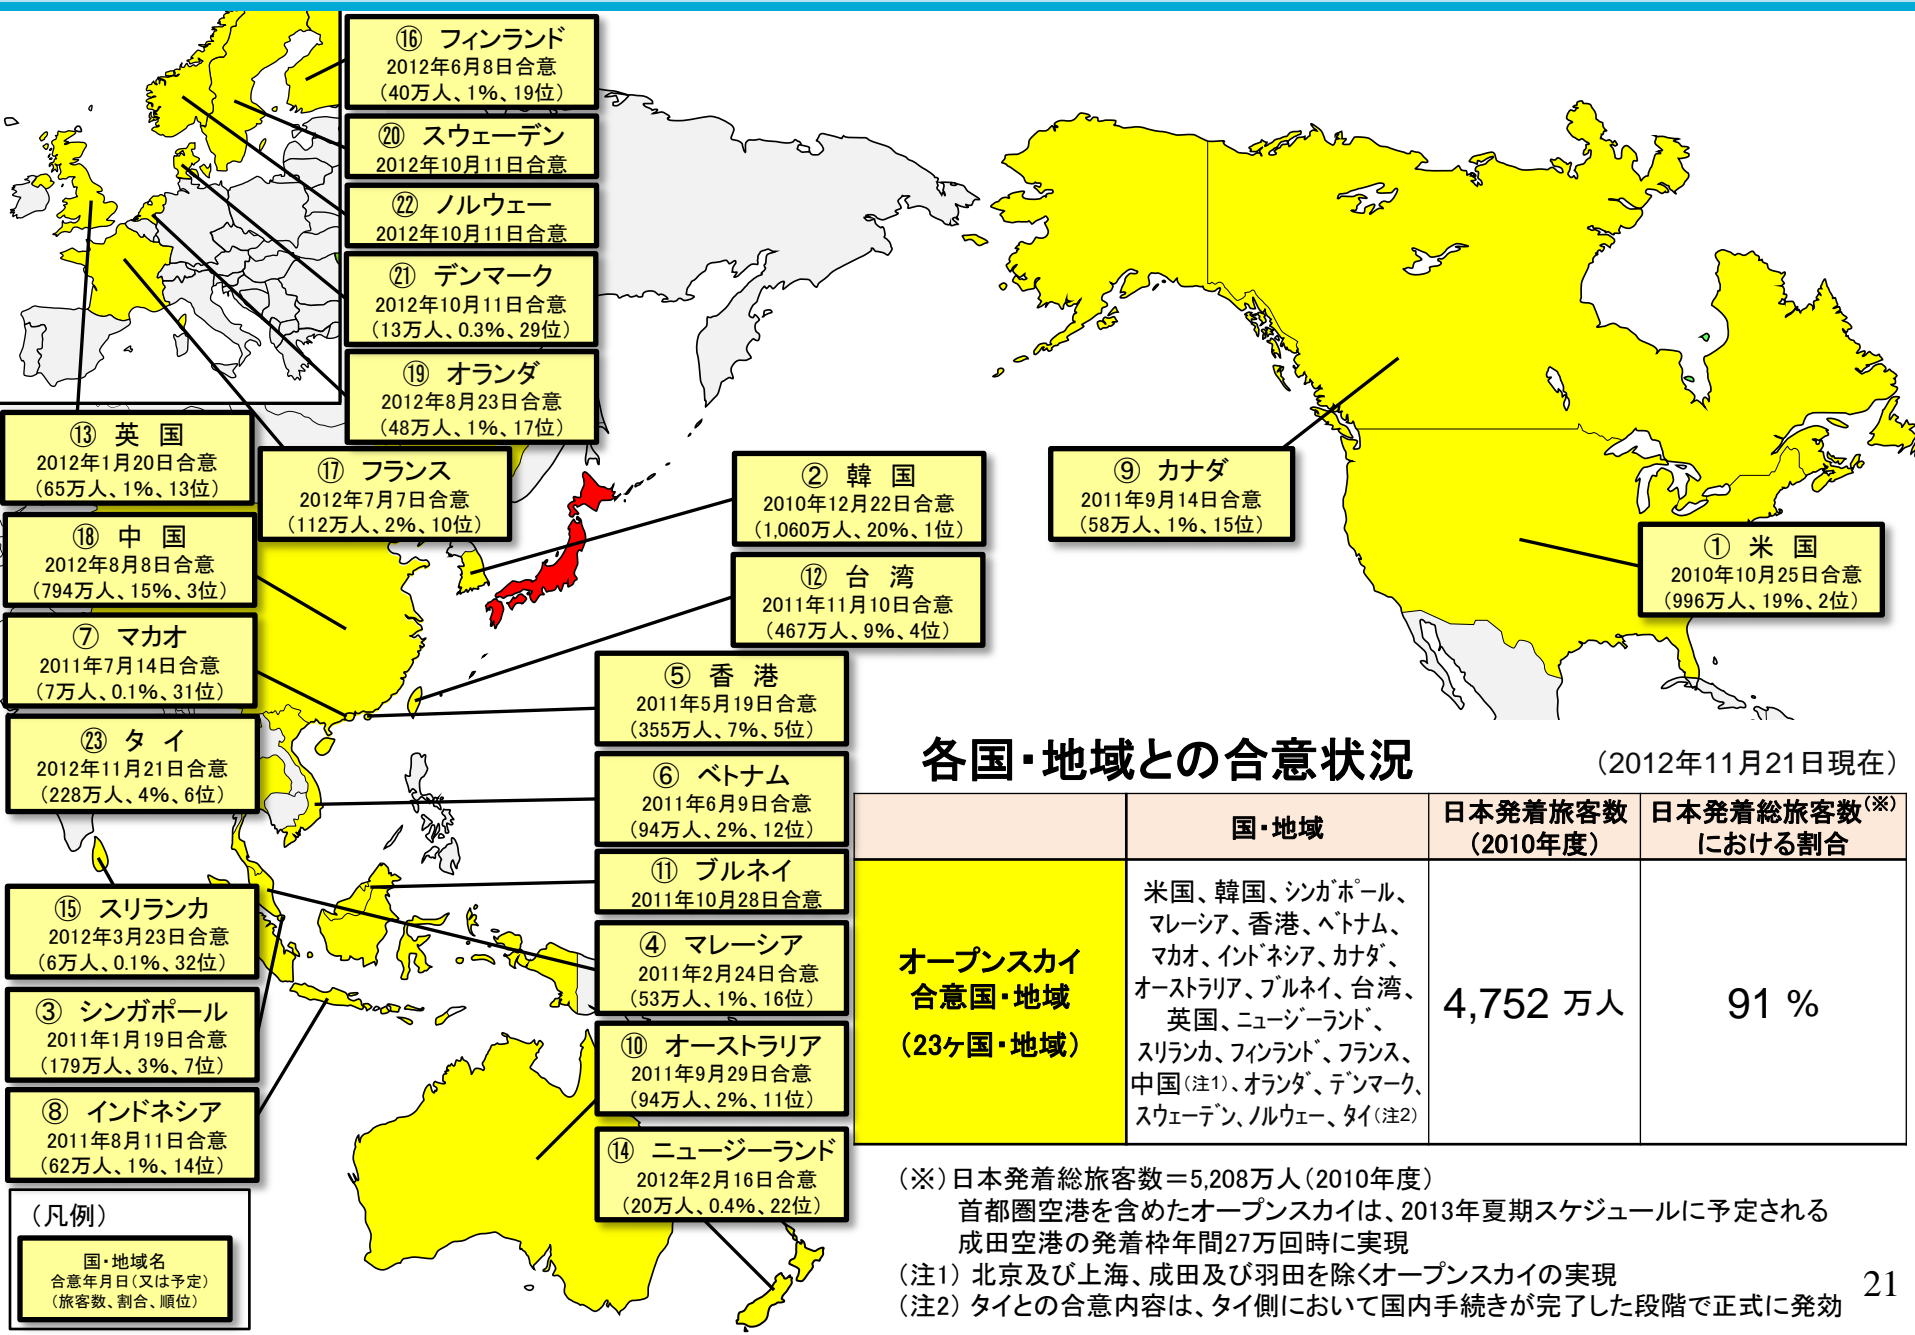 ⑯ フィンランド
2012年6月8日合意
（40万人、1%、19位）
⑳ スウェーデン
2012年10月11日合意
㉒ ノルウェー
2012年10月11日合意
㉑ デンマーク
2012年10月11日合意
（13万人、0.3%、29位）
⑲ オランダ
2012年8月23日合意
（48万人、1%、17位）
⑬ 英 国
2012年1月20日合意
（65万人、1%、13位）
⑰ フランス
2012年7月7日合意
（112万人、2%、10位）
② 韓 国
2010年12月22日合意
（1,060万人、20%、1位）
⑨ カナダ
2011年9月14日合意
（58万人、1%、15位）
① 米 国
2010年10月25日合意
（996万人、19%、2位）
⑱ 中 国
2012年8月8日合意
（794万人、15%、3位）
⑫ 台 湾
2011年11月10日合意
（467万人、9%、4位）
⑦ マカオ
2011年7月14日合意
（7万人、0.1%、31位）
⑤ 香 港
2011年5月19日合意
（355万人、7%、5位）
㉓ タ イ
2012年11月21日合意
（228万人、4%、6位）
⑥ ベトナム
2011年6月9日合意
（94万人、2%、12位）
⑪ ブルネイ
2011年10月28日合意
⑮ スリランカ
2012年3月23日合意
（6万人、0.1%、32位）
④ マレーシア
2011年2月24日合意
（53万人、1%、16位）
③ シンガポール
2011年1月19日合意
（179万人、3%、7位）
⑩ オーストラリア
2011年9月29日合意
（94万人、2%、11位）
⑧ インドネシア
2011年8月11日合意
（62万人、1%、14位）
⑭ ニュージーランド
2012年2月16日合意
（20万人、0.4%、22位）
（凡例）
国・地域名
合意年月日（又は予定）
（旅客数、割合、順位）
各国・地域との合意状況
（2012年11月21日現在）
国・地域
日本発着旅客数
（2010年度）
日本発着総旅客数（※）
における割合
オープンスカイ
合意国・地域
（23ヶ国・地域）
米国、韓国、シンガポール、
マレーシア、香港、ベトナム、
マカオ、インドネシア、カナダ、
オーストラリア、ブルネイ、台湾、
英国、ニュージーランド、
スリランカ、フィンランド、フランス、
中国（注1）、オランダ、デンマーク、
スウェーデン、ノルウェー、タイ（注2）
4,752 万人
91 %
（※）日本発着総旅客数＝5,208万人（2010年度）
首都圏空港を含めたオープンスカイは、2013年夏期スケジュールに予定される
成田空港の発着枠年間27万回時に実現
（注1） 北京及び上海、成田及び羽田を除くオープンスカイの実現
（注2） タイとの合意内容は、タイ側において国内手続きが完了した段階で正式に発効
21